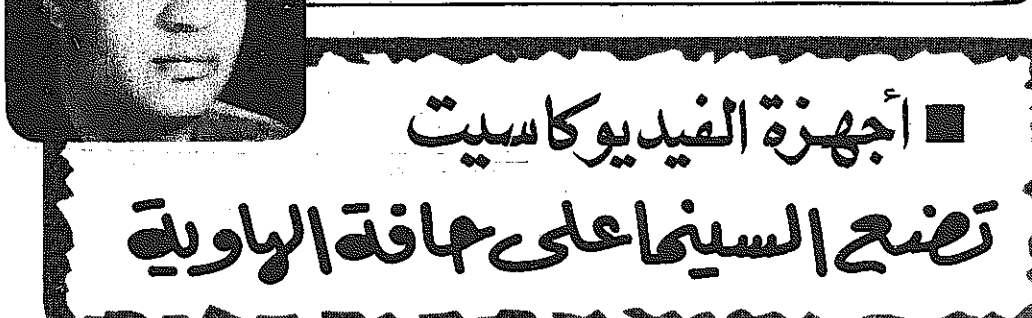 ■ أجهزة الفيديو كاسيت
تضع السينما على حافة الهاوية